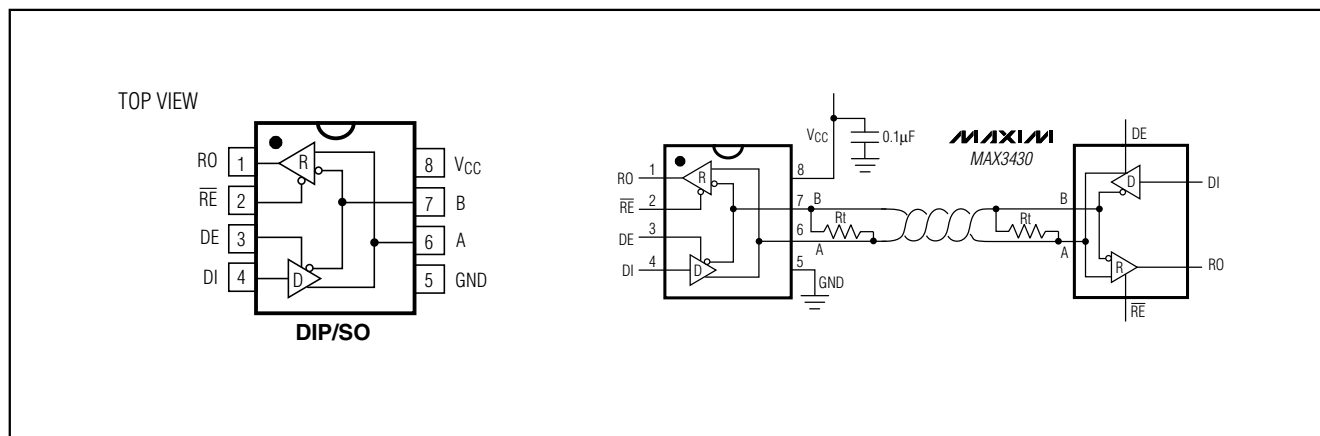 TOP VIEW
RO 1
RE 2
DE 3
DI 4
8 VCC
7 B
6 A
5 GND
R
D
DIP/SO
RO 1
RE 2
DE 3
DI 4
R
D
VCC
0.1µF
8
7 B
Rt
6
A
5
GND
MAXIM
MAX3430
B
Rt
A
DE
D
DI
R
RO
RE